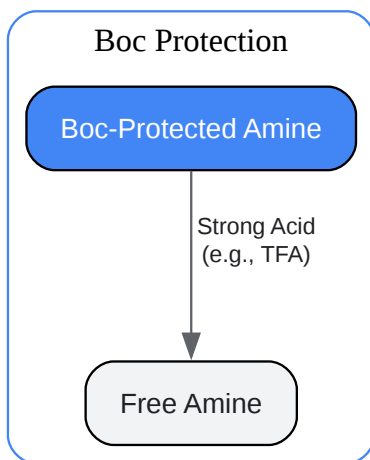 Boc Protection
Boc-Protected Amine
Strong Acid
(e.g., TFA)
Free Amine